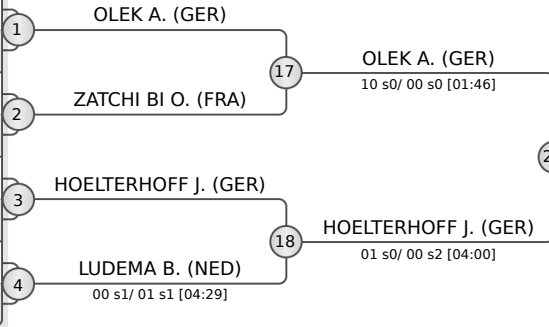 1
OLEK A. (GER)
17
OLEK A. (GER)
10 s0/ 00 s0 [01:46]
2
ZATCHI BI O. (FRA)
3
HOELTERHOFF J. (GER)
18
HOELTERHOFF J. (GER)
01 s0/ 00 s2 [04:00]
4
LUDEMA B. (NED)
00 s1/ 01 s1 [04:29]